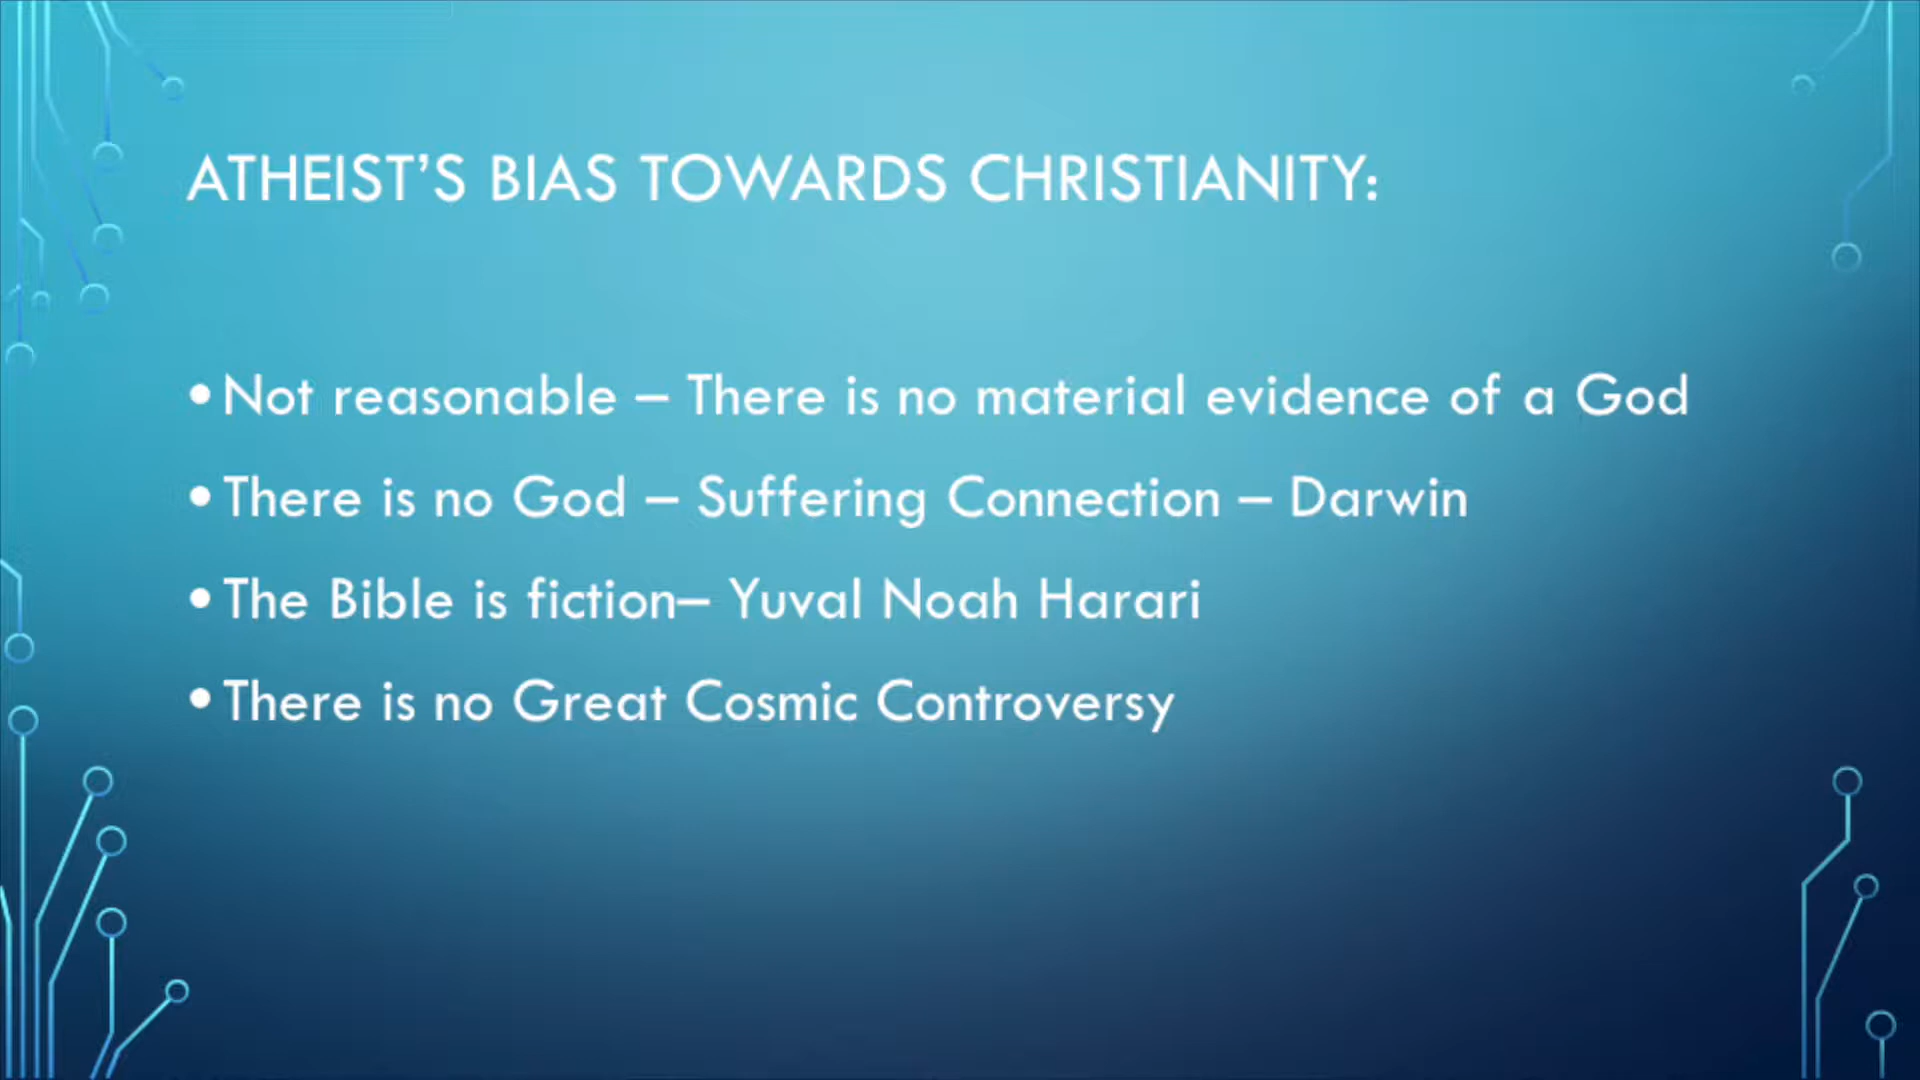 ATHEIST’S BIAS TOWARDS CHRISTIANITY:
•Not reasonable – There is no material evidence of a God
•There is no God – Suffering Connection – Darwin
•The Bible is fiction– Yuval Noah Harari
•There is no Great Cosmic Controversy